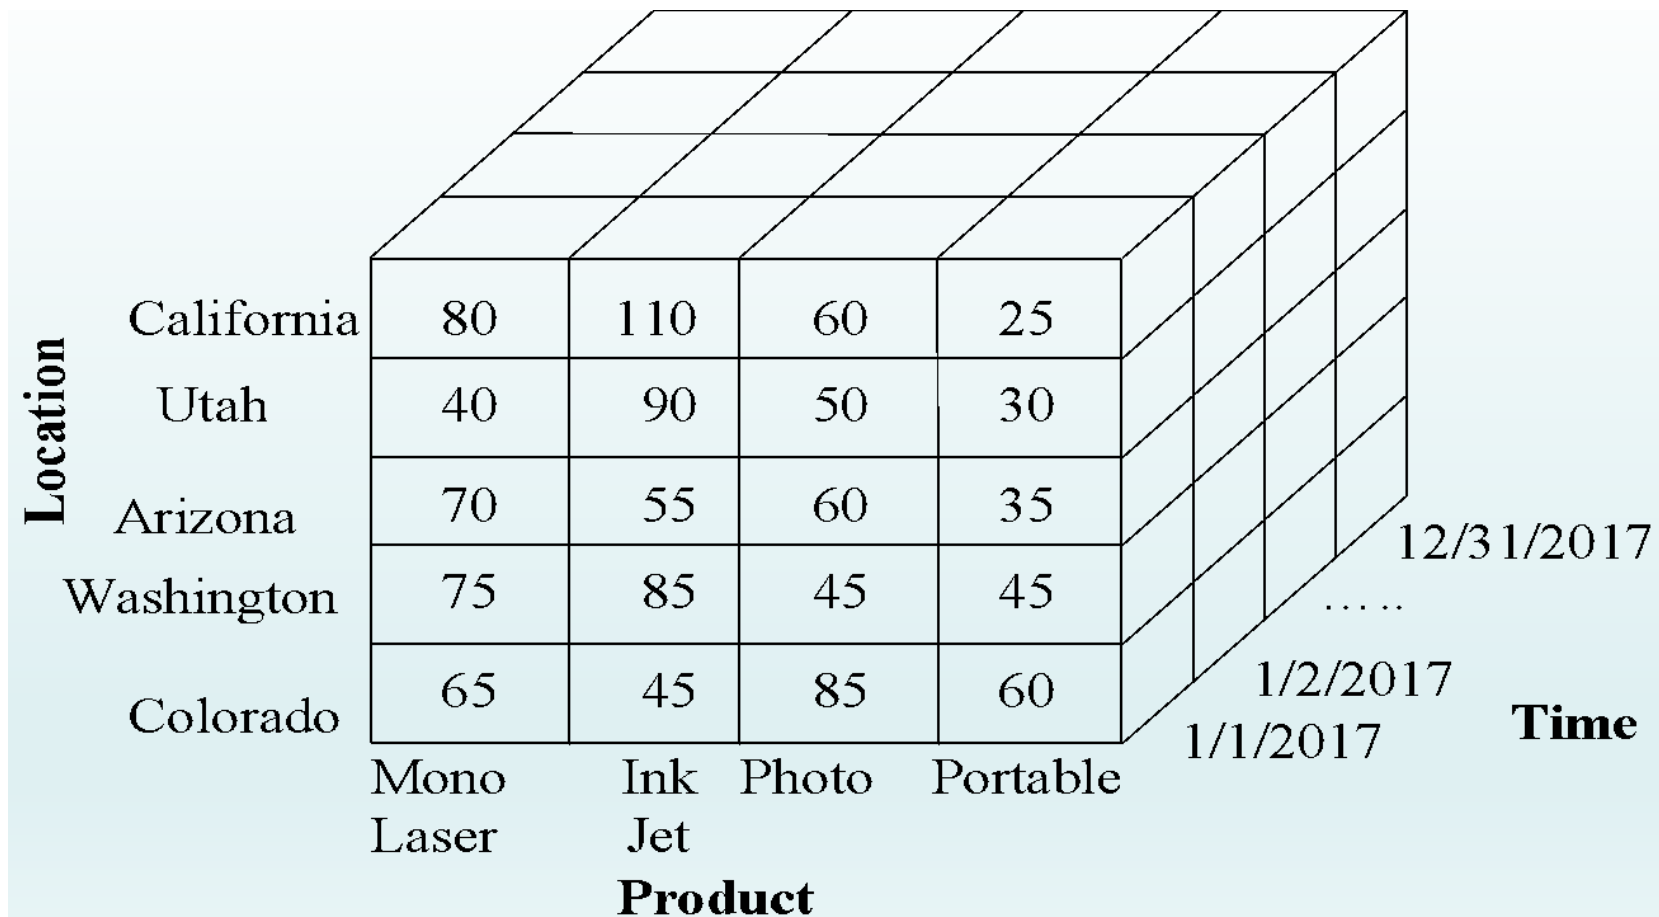 California 80 110 60 25
Utah 40 90 50 30
Arizona 70 55 60 35
Washington 75 85 45 45
Colorado 65 45 85 60
Location
Mono Laser
Ink Jet
Photo
Portable
Product
1/1/2017
1/2/2017
.....
12/31/2017
Time